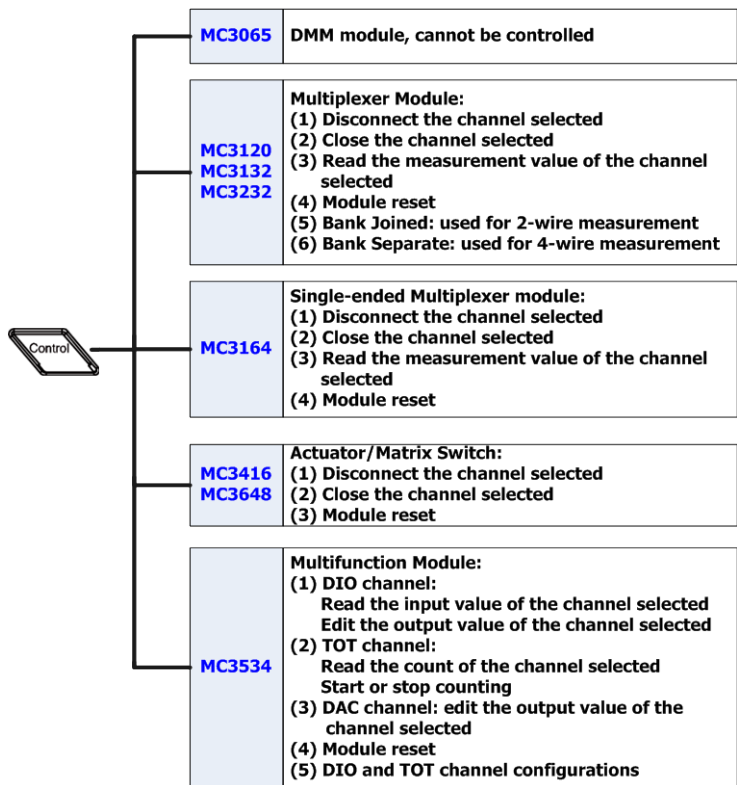 MC3065
DMM module, cannot be controlled
MC3120
MC3132
MC3232
Multiplexer Module:
(1) Disconnect the channel selected
(2) Close the channel selected
(3) Read the measurement value of the channel
selected
(4) Module reset
(5) Bank Joined: used for 2-wire measurement
(6) Bank Separate: used for 4-wire measurement
Control
MC3164
Single-ended Multiplexer module:
(1) Disconnect the channel selected
(2) Close the channel selected
(3) Read the measurement value of the channel
selected
(4) Module reset
MC3416
MC3648
Actuator/Matrix Switch:
(1) Disconnect the channel selected
(2) Close the channel selected
(3) Module reset
MC3534
Multifunction Module:
(1) DIO channel:
Read the input value of the channel selected
Edit the output value of the channel selected
(2) TOT channel:
Read the count of the channel selected
Start or stop counting
(3) DAC channel: edit the output value of the
channel selected
(4) Module reset
(5) DIO and TOT channel configurations